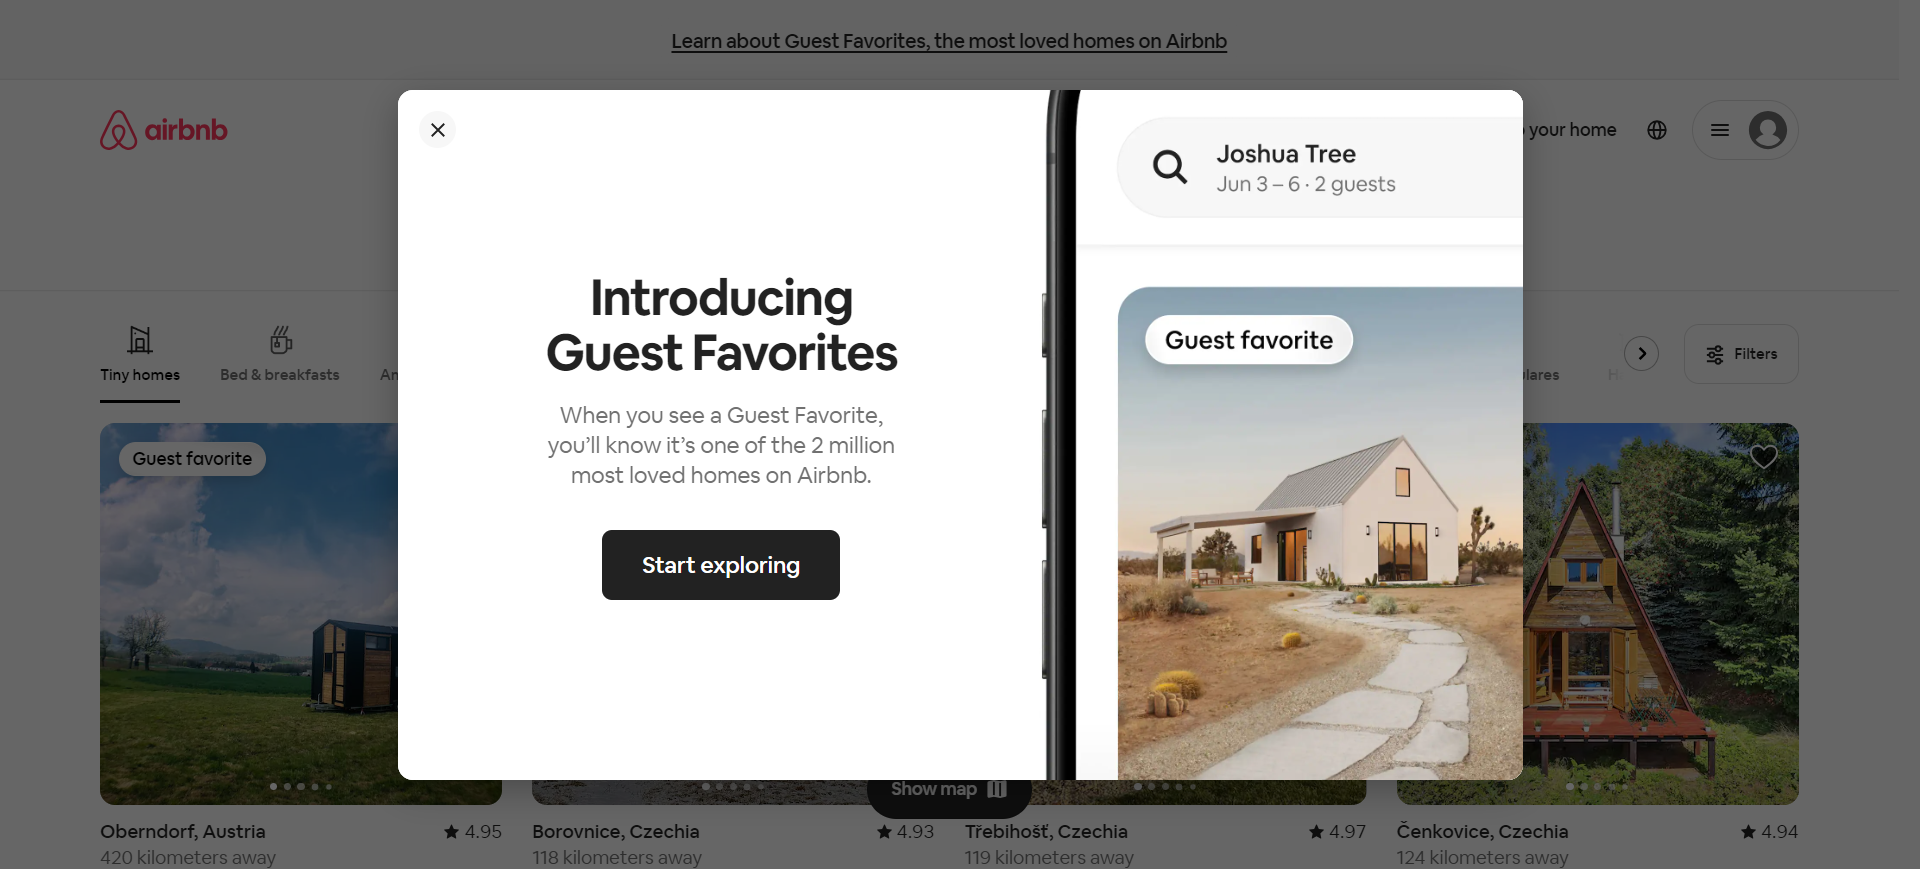 Learn about Guest Favorites, the most loved homes on Airbnb
airbnb
your home
Joshua Tree
Jun 3 – 6 · 2 guests
Introducing
Guest Favorites
When you see a Guest Favorite,
you’ll know it’s one of the 2 million
most loved homes on Airbnb.
Start exploring
Guest favorite
Tiny homes
Bed & breakfasts
Filters
Guest favorite
Show map
Oberndorf, Austria 4.95
420 kilometers away
Borovnice, Czechia 4.93
118 kilometers away
Třebihošť, Czechia 4.97
119 kilometers away
Čenkovice, Czechia 4.94
124 kilometers away